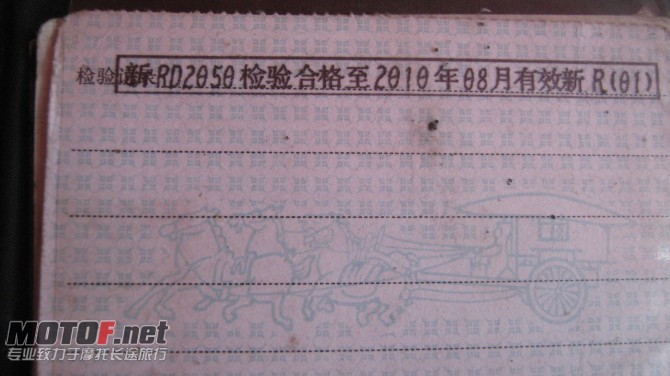 检验记录
新RD2050检验合格至2010年08月有效新R(01)
MOTOF.net
专业致力于摩托长途旅行